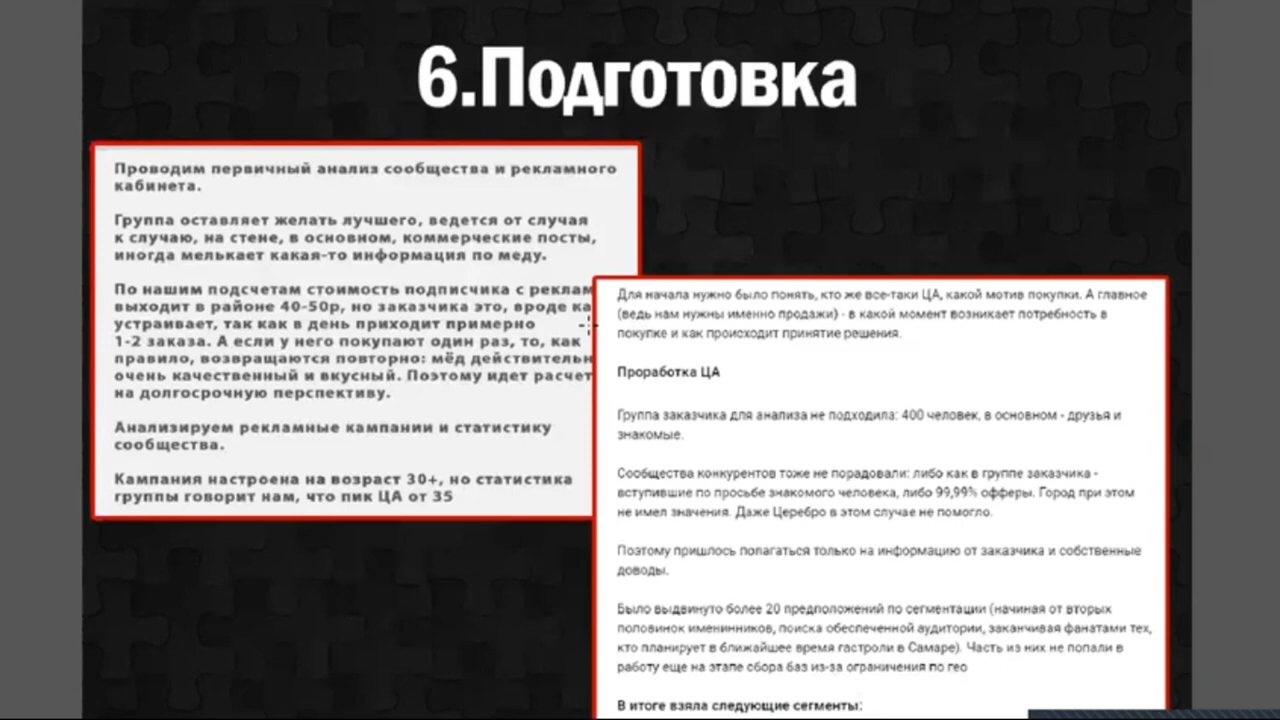 6.Подготовка
Проводим первичный анализ сообщества и рекламного
кабинета.
Группа оставляет желать лучшего, ведется от случая
к случаю, на стене, в основном, коммерческие посты,
иногда мелькает какая-то информация по меду.
По нашим подсчетам стоимость подписчика с реклам
выходит в районе 40-50р, но заказчика это, вроде ка
устраивает, так как в день приходит примерно
1-2 заказа. А если у него покупают один раз, то, как
правило, возвращаются повторно: мёд действительн
очень качественный и вкусный. Поэтому идет расчет
на долгосрочную перспективу.
Анализируем рекламные кампании и статистику
сообщества.
Кампания настроена на возраст 30+, но статистика
группы говорит нам, что пик ЦА от 35
Для начала нужно было понять, кто же все-таки ЦА, какой мотив покупки. А главное
(ведь нам нужны именно продажи) - в какой момент возникает потребность в
покупке и как происходит принятие решения.
Проработка ЦА
Группа заказчика для анализа не подходила: 400 человек, в основном - друзья и
знакомые.
Сообщества конкурентов тоже не порадовали: либо как в группе заказчика -
вступившие по просьбе знакомого человека, либо 99,99% офферы. Город при этом
не имел значения. Даже Церебро в этом случае не помогло.
Поэтому пришлось полагаться только на информацию от заказчика и собственные
доводы.
Было выдвинуто более 20 предположений по сегментации (начиная от вторых
половинок именинников, поиска обеспеченной аудитории, заканчивая фанатами тех,
кто планирует в ближайшее время гастроли в Самаре). Часть из них не попали в
работу еще на этапе сбора баз из-за ограничения по гео
В итоге взяла следующие сегменты: